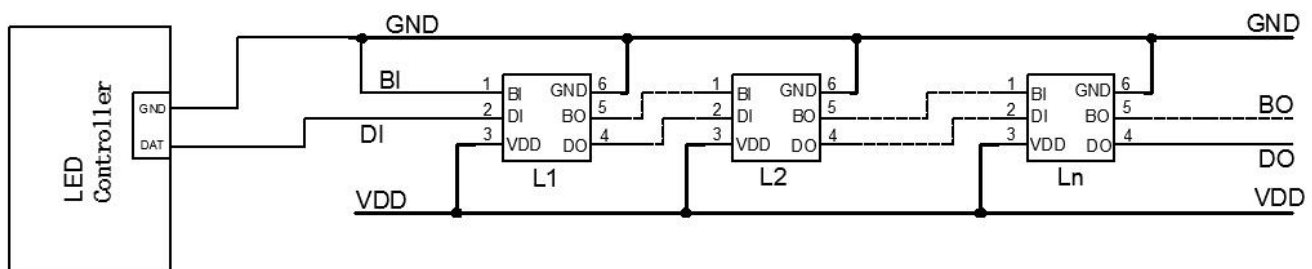 GND
GND
LED
Controller
GND
DAT
BI
DI
1
2
3
BI
DI
VDD
GND
BO
DO
6
5
4
L1
1
2
3
BI
DI
VDD
GND
BO
DO
6
5
4
L2
1
2
3
BI
DI
VDD
GND
BO
DO
6
5
4
Ln
BO
DO
VDD
VDD